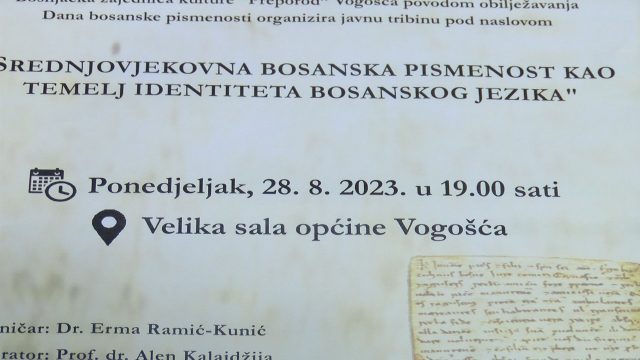 Bošnjačka zajednica kulture "Preporod" Vogošća povodom obilježavanja
Dana bosanske pismenosti organizira javnu tribinu pod naslovom
SREDNJOVJEKOVNA BOSANSKA PISMENOST KAO
TEMELJ IDENTITETA BOSANSKOG JEZIKA"
Ponedjeljak, 28. 8. 2023. u 19.00 sati
Velika sala općine Vogošća
ničar: Dr. Erma Ramić-Kunić
rator: Prof. dr. Alen Kalajdžija